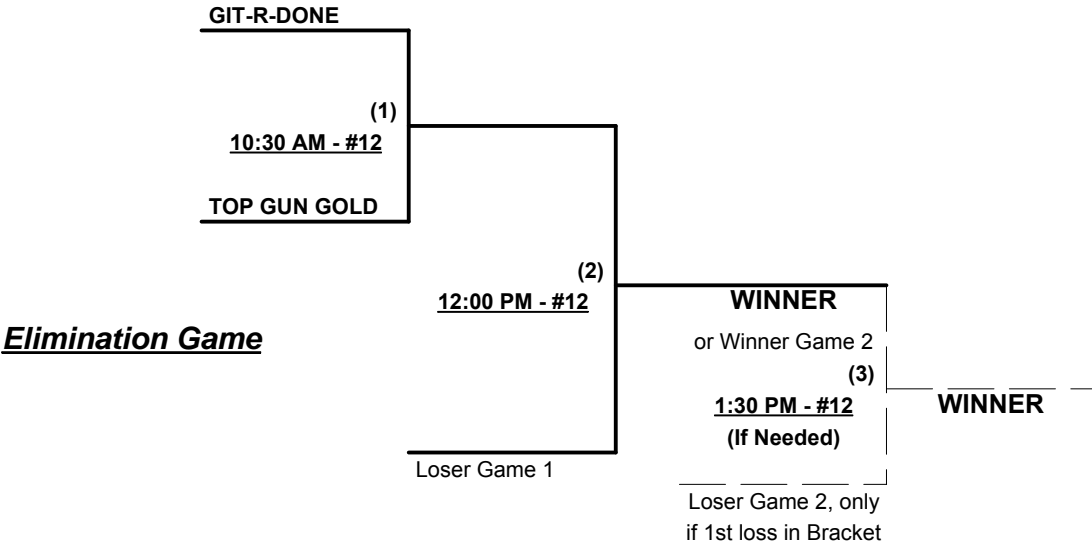 GIT-R-DONE
(1)
10:30 AM - #12
TOP GUN GOLD
(2)
12:00 PM - #12
Elimination Game
Loser Game 1
WINNER
or Winner Game 2
(3)
1:30 PM - #12
(If Needed)
WINNER
Loser Game 2, only
if 1st loss in Bracket